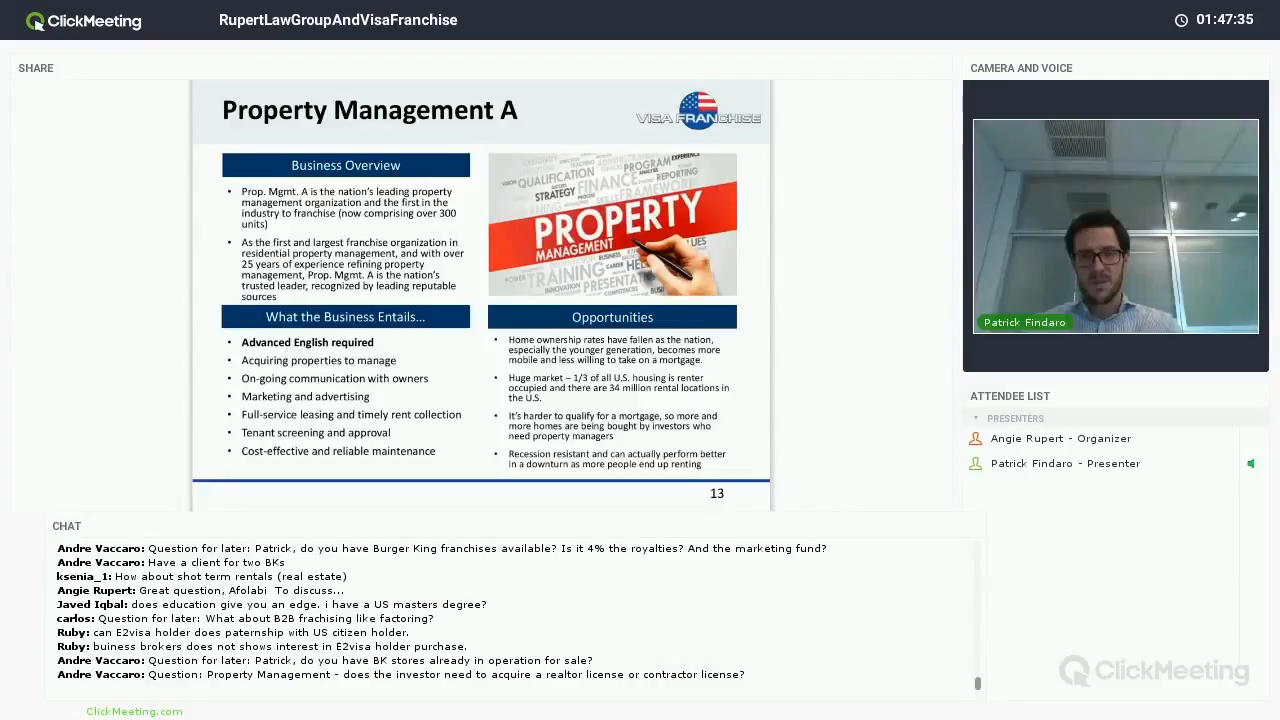 ClickMeeting
RupertLawGroupAndVisaFranchise
01:47:35
SHARE
Property Management A
VISA FRANCHISE
Business Overview
• Prop. Mgmt. A is the nation's leading property
management organization and the first in the
industry to franchise (now comprising over 300
units)
• As the first and largest franchise organization in
residential property management, and with over
25 years of experience refining property
management, Prop. Mgmt. A is the nation's
trusted leader, recognized by leading reputable
sources
EXPERIENCE
PROGRAM
QUALIFICATION
ANALYSIS
REPORTING
VISION
STRATEGY
FINANCE
FRAMEWORK
PROCESS
PROPERTY
MANAGEMENT
TRAINING
BUSINESS
CAREER
INNOVATION
What the Business Entails...
• Advanced English required
• Acquiring properties to manage
• On-going communication with owners
• Marketing and advertising
• Full-service leasing and timely rent collection
• Tenant screening and approval
• Cost-effective and reliable maintenance
Opportunities
• Home ownership rates have fallen as the nation,
especially the younger generation, becomes more
mobile and less willing to take on a mortgage.
• Huge market – 1/3 of all U.S. housing is renter
occupied and there are 34 million rental locations in
the U.S.
• It's harder to qualify for a mortgage, so more and
more homes are being bought by investors who
need property managers
• Recession resistant and can actually perform better
in a downturn as more people end up renting
13
CAMERA AND VOICE
Patrick Findaro
ATTENDEE LIST
PRESENTERS
Angie Rupert - Organizer
Patrick Findaro - Presenter
CHAT
Andre Vaccaro: Question for later: Patrick, do you have Burger King franchises available? Is it 4% the royalties? And the marketing fund?
Andre Vaccaro: Have a client for two BKs
ksenia_1: How about shot term rentals (real estate)
Angie Rupert: Great question, Afolabi To discuss...
Javed Iqbal: does education give you an edge. i have a US masters degree?
carlos: Question for later: What about B2B frachising like factoring?
Ruby: can E2visa holder does paternship with US citizen holder.
Ruby: buiness brokers does not shows interest in E2visa holder purchase.
Andre Vaccaro: Question for later: Patrick, do you have BK stores already in operation for sale?
Andre Vaccaro: Question: Property Management - does the investor need to acquire a realtor license or contractor license?
ClickMeeting
ClickMeeting.com